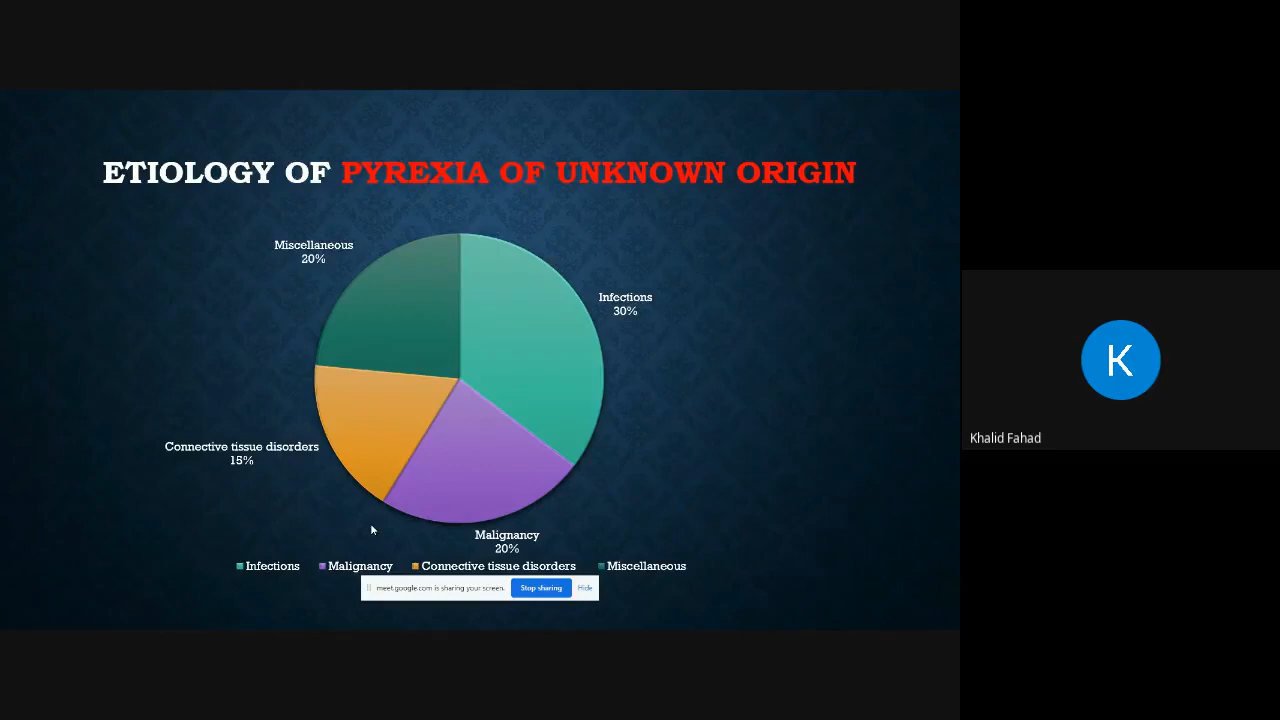 ETIOLOGY OF PYREXIA OF UNKNOWN ORIGIN
Miscellaneous
20%
Infections
30%
Connective tissue disorders
15%
Malignancy
20%
Infections Malignancy Connective tissue disorders Miscellaneous
meet.google.com is sharing your screen. Stop sharing Hide
K
Khalid Fahad